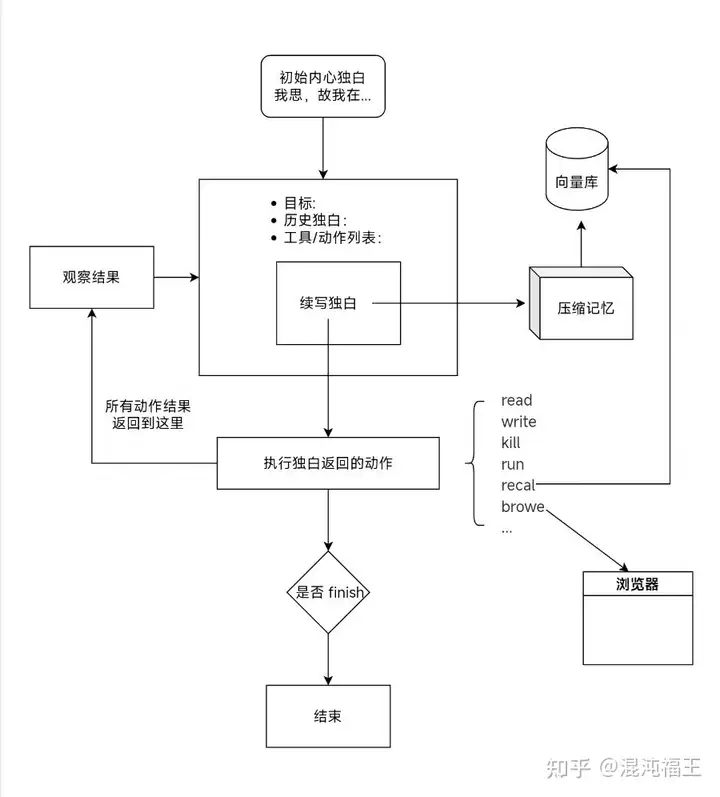 初始内心独白
我思，故我在...
向量库
目标:
历史独白:
工具/动作列表:
观察结果
续写独白
压缩记忆
所有动作结果
返回到这里
执行独白返回的动作
read
write
kill
run
recal
browe
...
是否 finish
浏览器
结束
知乎 @混沌福王